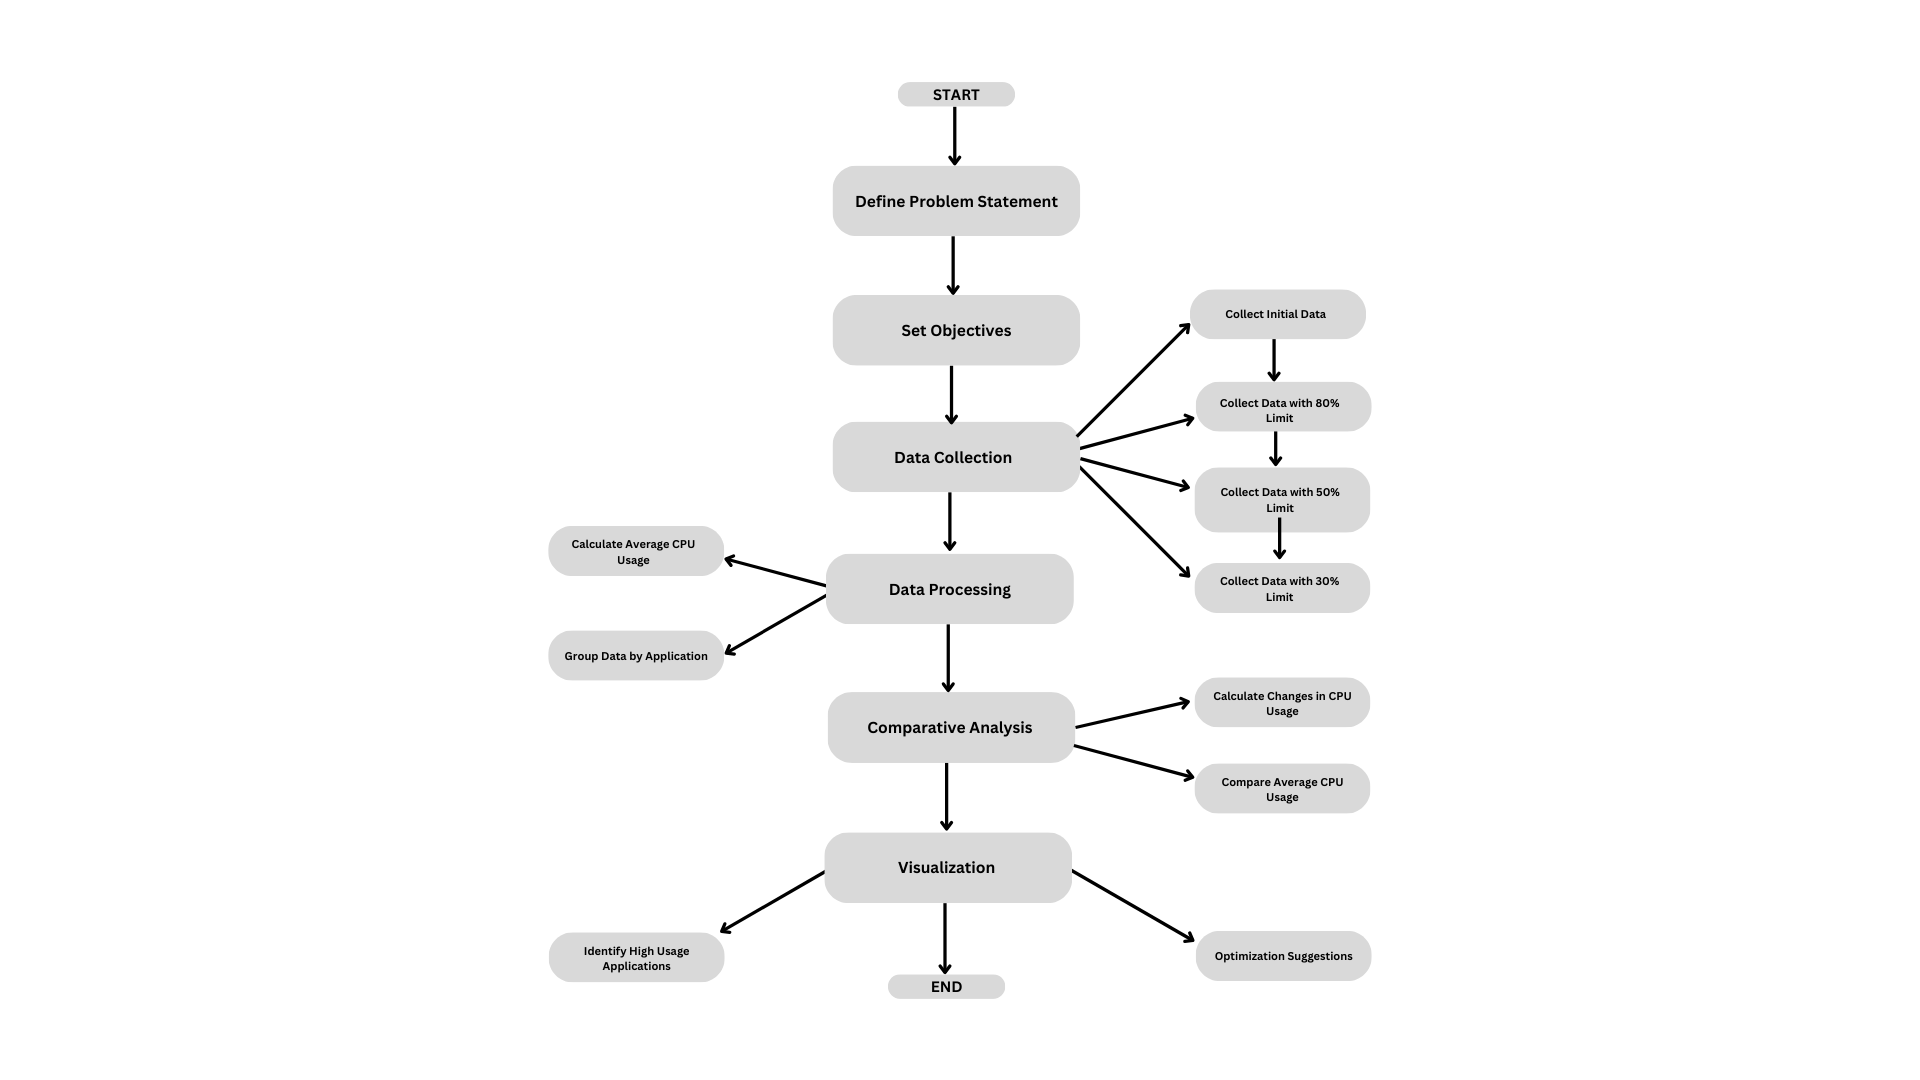 START
Define Problem Statement
Set Objectives
Collect Initial Data
Collect Data with 80%
Limit
Data Collection
Collect Data with 50%
Limit
Calculate Average CPU
Usage
Data Processing
Collect Data with 30%
Limit
Group Data by Application
Calculate Changes in CPU
Usage
Comparative Analysis
Compare Average CPU
Usage
Visualization
Identify High Usage
Applications
Optimization Suggestions
END